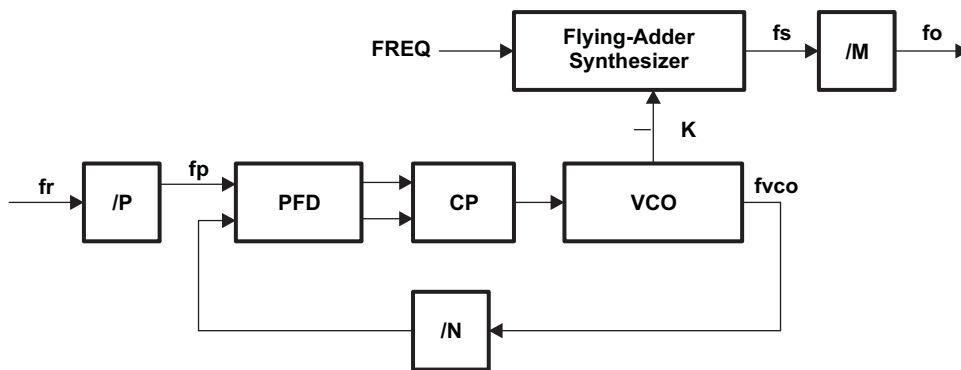 FREQ
Flying-Adder
Synthesizer
fs
/M
fo
K
fr
/P
fp
PFD
CP
VCO
fvco
/N